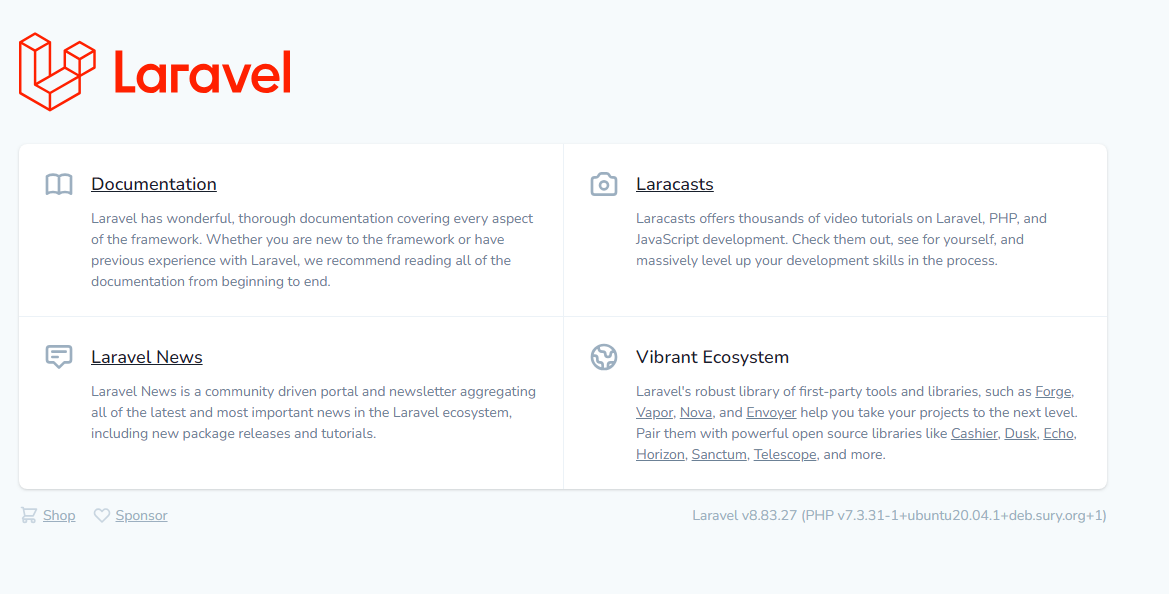 Laravel
Documentation
Laravel has wonderful, thorough documentation covering every aspect
of the framework. Whether you are new to the framework or have
previous experience with Laravel, we recommend reading all of the
documentation from beginning to end.
Laracasts
Laracasts offers thousands of video tutorials on Laravel, PHP, and
JavaScript development. Check them out, see for yourself, and
massively level up your development skills in the process.
Laravel News
Laravel News is a community driven portal and newsletter aggregating
all of the latest and most important news in the Laravel ecosystem,
including new package releases and tutorials.
Vibrant Ecosystem
Laravel's robust library of first-party tools and libraries, such as Forge,
Vapor, Nova, and Envoyer help you take your projects to the next level.
Pair them with powerful open source libraries like Cashier, Dusk, Echo,
Horizon, Sanctum, Telescope, and more.
Shop Sponsor
Laravel v8.83.27 (PHP v7.3.31-1+ubuntu20.04.1+deb.sury.org+1)